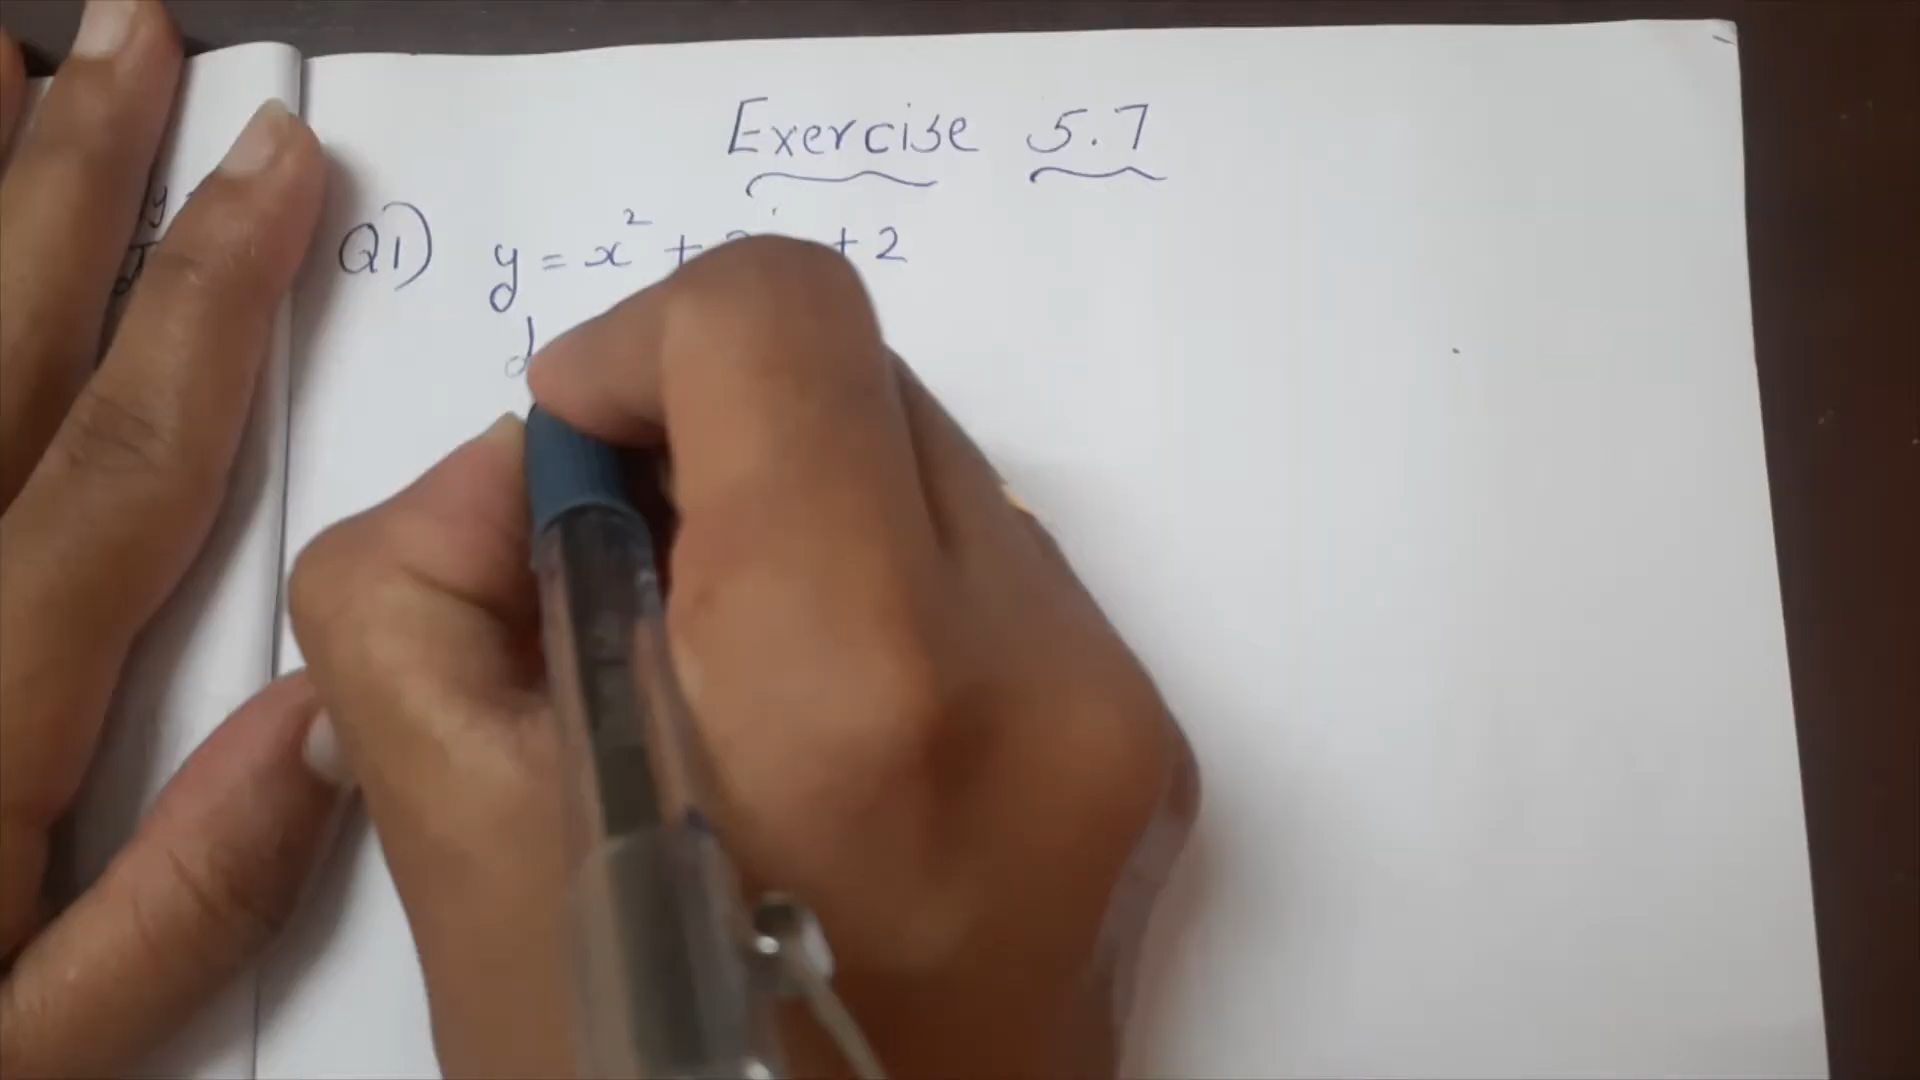 Exercise 5.7
Q1) y = x² + + 2
d